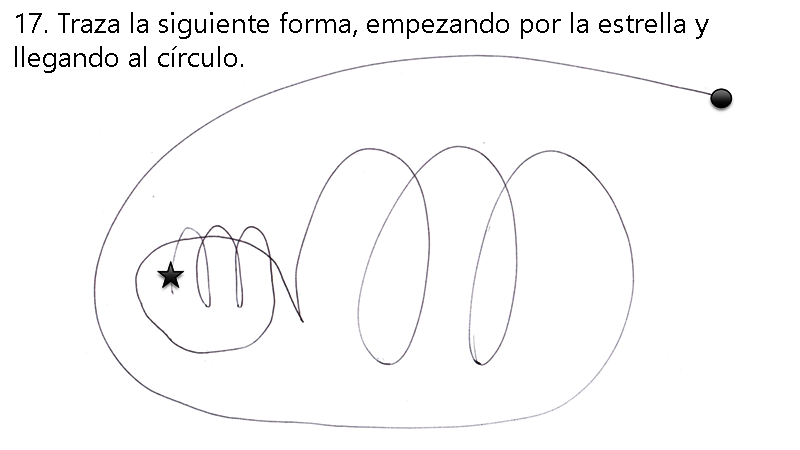 17. Traza la siguiente forma, empezando por la estrella y
llegando al círculo.